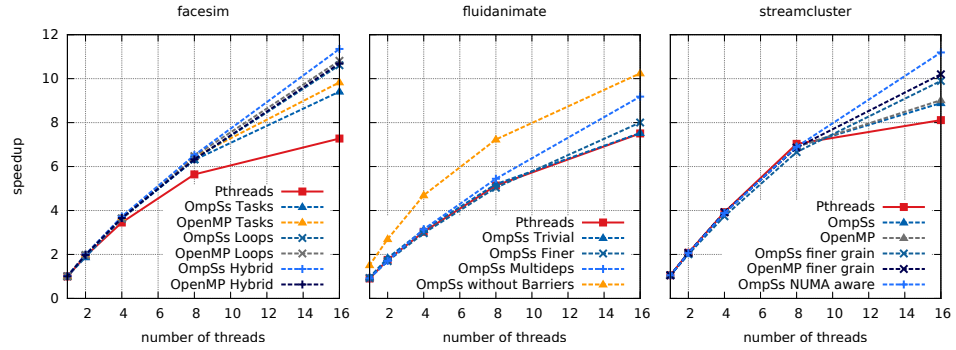 facesim
fluidanimate
streamcluster
speedup
12
10
8
6
4
2
0
Pthreads
OmpSs Tasks
OpenMP Tasks
OmpSs Loops
OpenMP Loops
OmpSs Hybrid
OpenMP Hybrid
2 4 6 8 10 12 14 16
number of threads
Pthreads
OmpSs Trivial
OmpSs Finer
OmpSs Multideps
OmpSs without Barriers
2 4 6 8 10 12 14 16
number of threads
Pthreads
OmpSs
OpenMP
OmpSs finer grain
OpenMP finer grain
OmpSs NUMA aware
2 4 6 8 10 12 14 16
number of threads